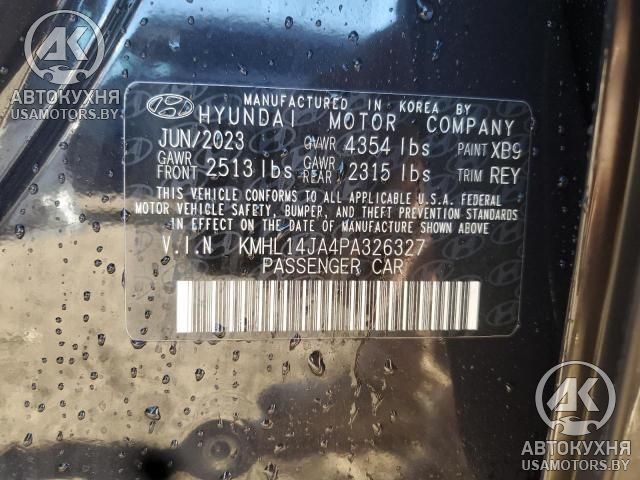 АВТОКУХНЯ
USAMOTORS.BY
MANUFACTURED IN KOREA BY
HYUNDAI MOTOR COMPANY
JUN/2023 GVWR 4354 lbs PAINT XB9
GAWR FRONT 2513 lbs GAWR REAR 2315 lbs TRIM REY
THIS VEHICLE CONFORMS TO ALL APPLICABLE U.S.A. FEDERAL
MOTOR VEHICLE SAFETY, BUMPER, AND THEFT PREVENTION STANDARDS
IN EFFECT ON THE DATE OF MANUFACTURE SHOWN ABOVE
V.I.N KMHL14JA4PA326327
PASSENGER CAR
АВТОКУХНЯ
USAMOTORS.BY